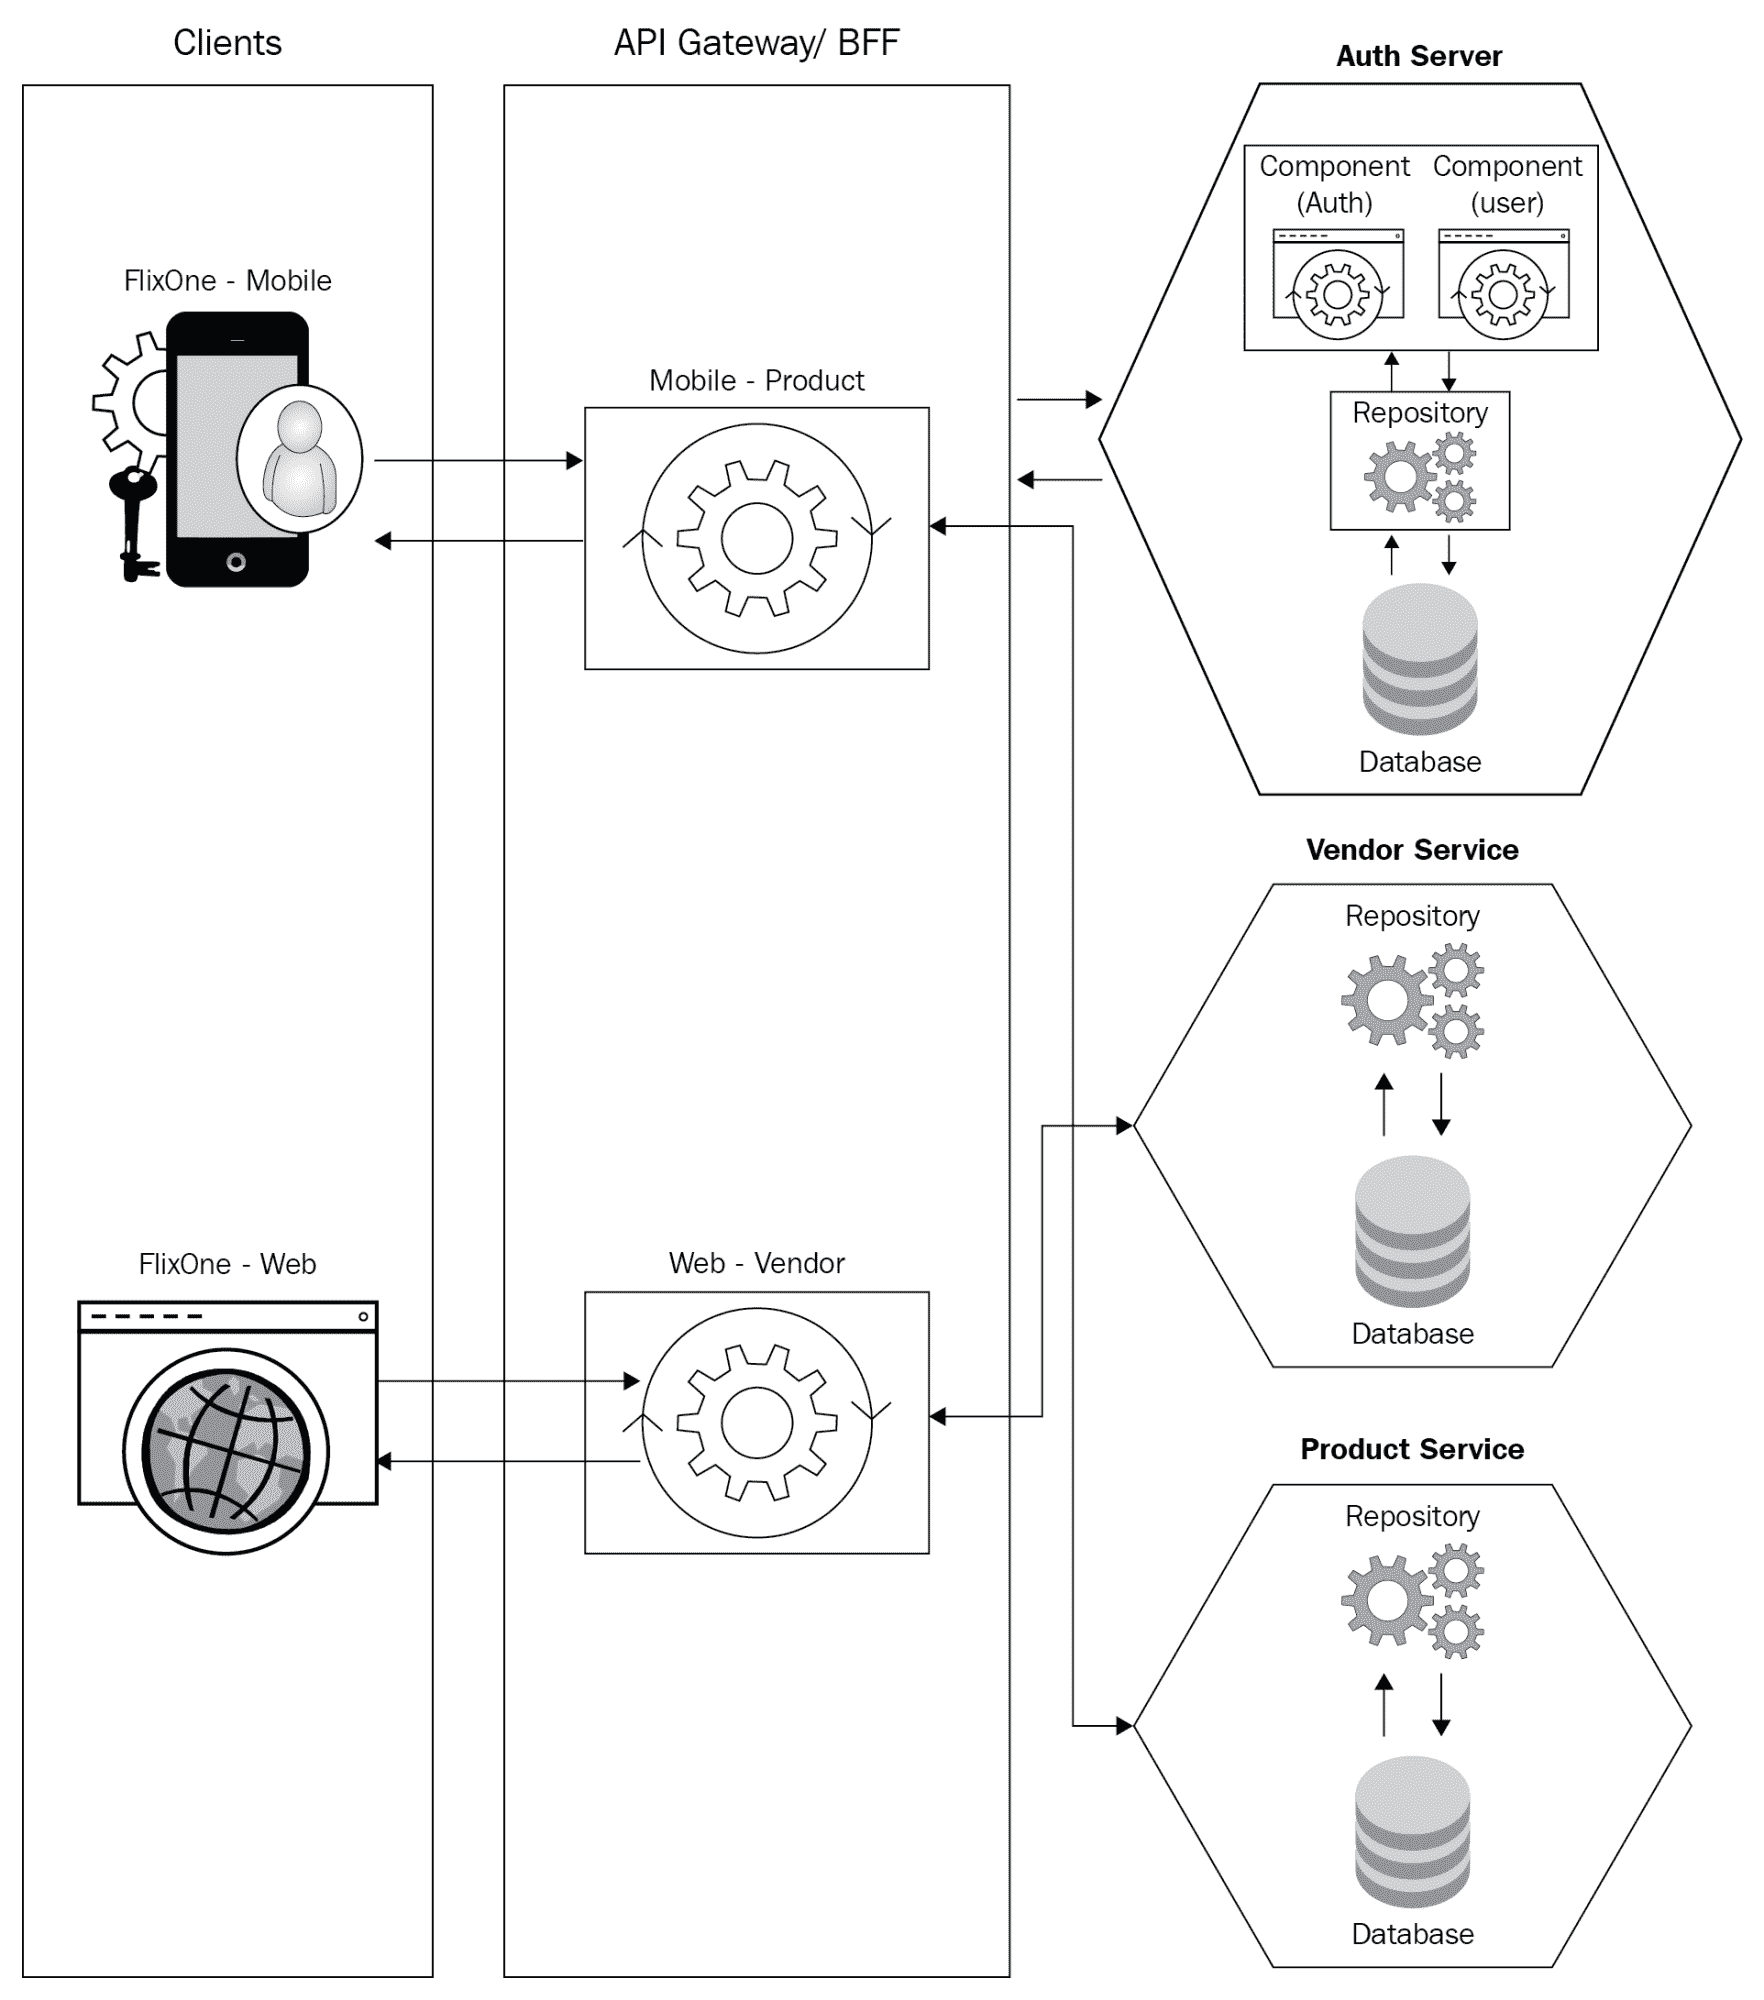 Clients
API Gateway/ BFF
Auth Server
Component Component
(Auth) (user)
FlixOne - Mobile
Mobile - Product
Repository
Database
Vendor Service
Repository
Database
FlixOne - Web
Web - Vendor
Product Service
Repository
Database